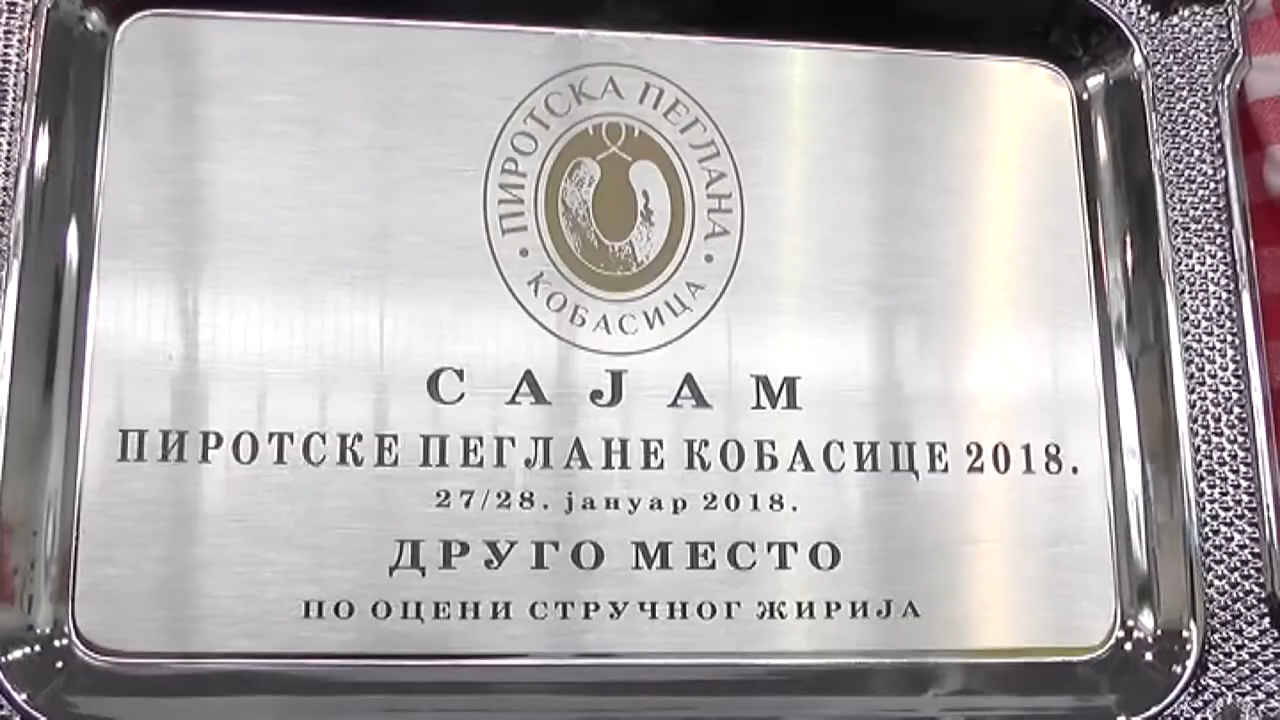 ПИРОТСКА ПЕГЛАНА
• КОБАСИЦА •
САЈАМ
ПИРОТСКЕ ПЕГЛАНЕ КОБАСИЦЕ 2018.
27/28. јануар 2018.
ДРУГО МЕСТО
ПО ОЦЕНИ СТРУЧНОГ ЖИРИЈА